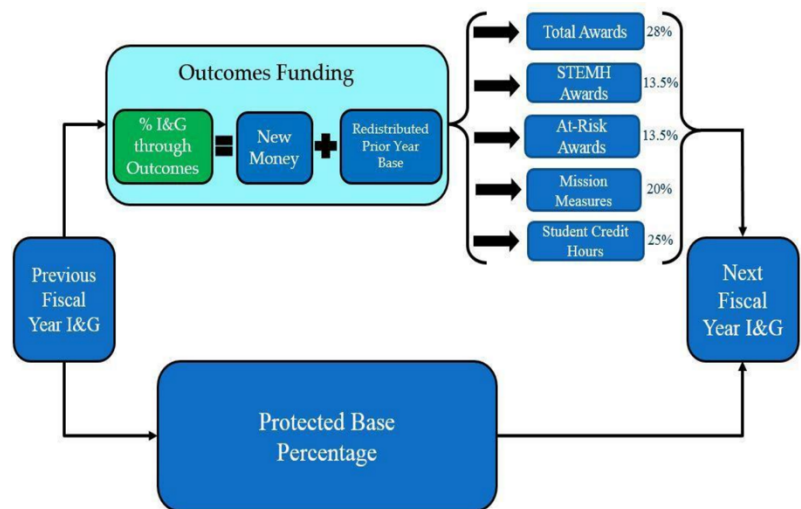 Outcomes Funding
% I&G
through
Outcomes
New
Money
Redistributed
Prior Year
Base
Total Awards
28%
STEMH
Awards
13.5%
At-Risk
Awards
13.5%
Mission
Measures
20%
Student Credit
Hours
25%
Previous
Fiscal
Year I&G
Next
Fiscal
Year I&G
Protected Base
Percentage